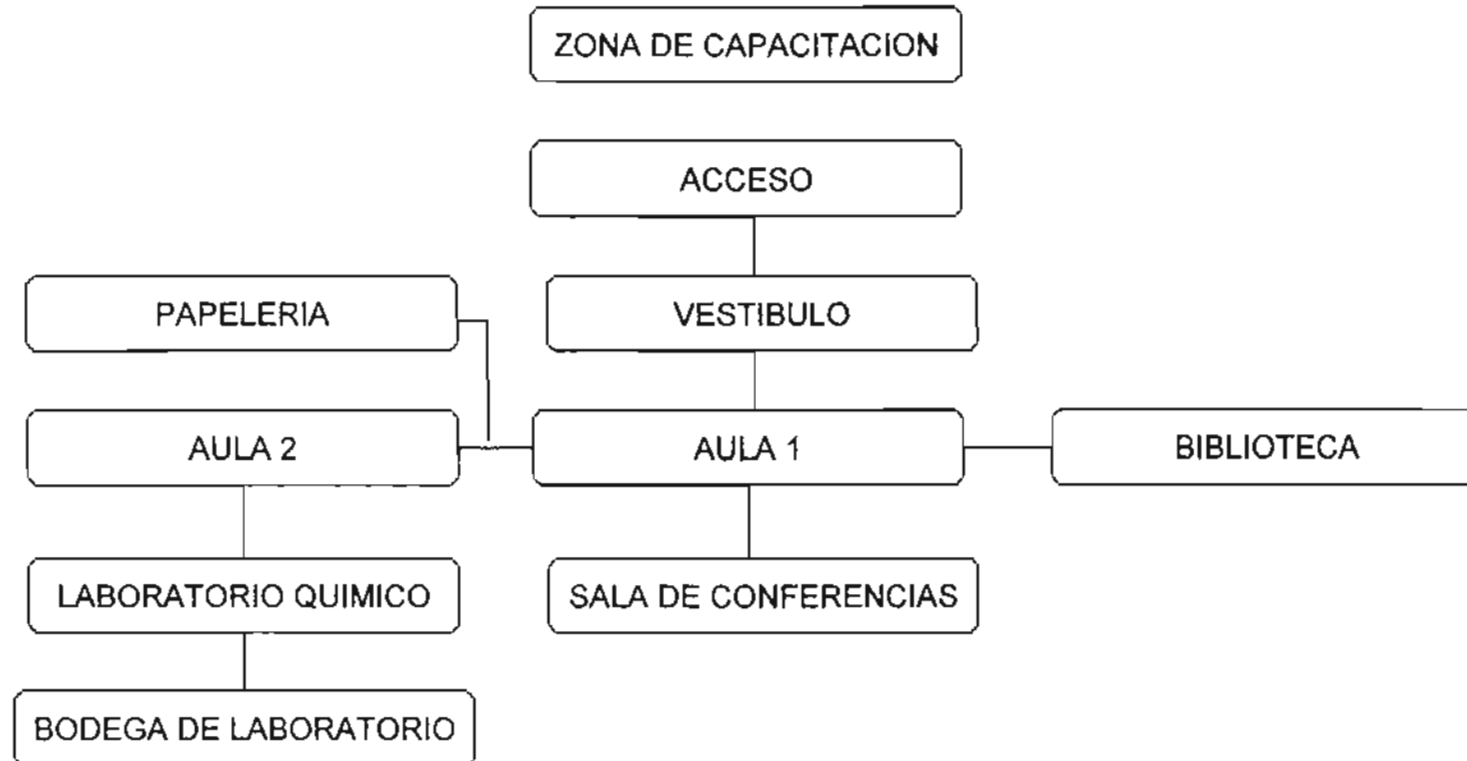 ZONA DE CAPACITACION
ACCESO
PAPELERIA
VESTIBULO
AULA 2
AULA 1
BIBLIOTECA
LABORATORIO QUIMICO
SALA DE CONFERENCIAS
BODEGA DE LABORATORIO